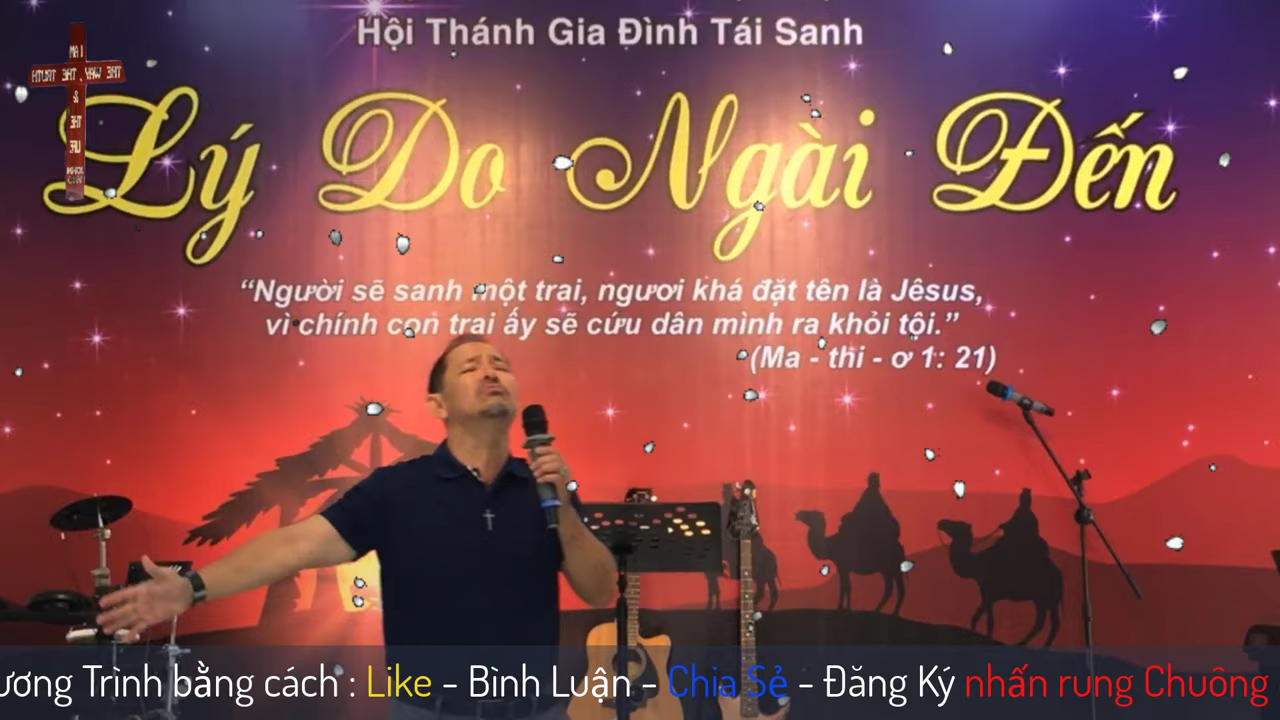 Hội Thánh Gia Đình Tái Sanh
Lý Do Ngài Đến
“Người sẽ sanh một trai, ngươi khá đặt tên là Jêsus,
vì chính con trai ấy sẽ cứu dân mình ra khỏi tội.”
(Ma - thi - ơ 1: 21)
ương Trình bằng cách : Like - Bình Luận - Chia Sẻ - Đăng Ký nhấn rung Chuông